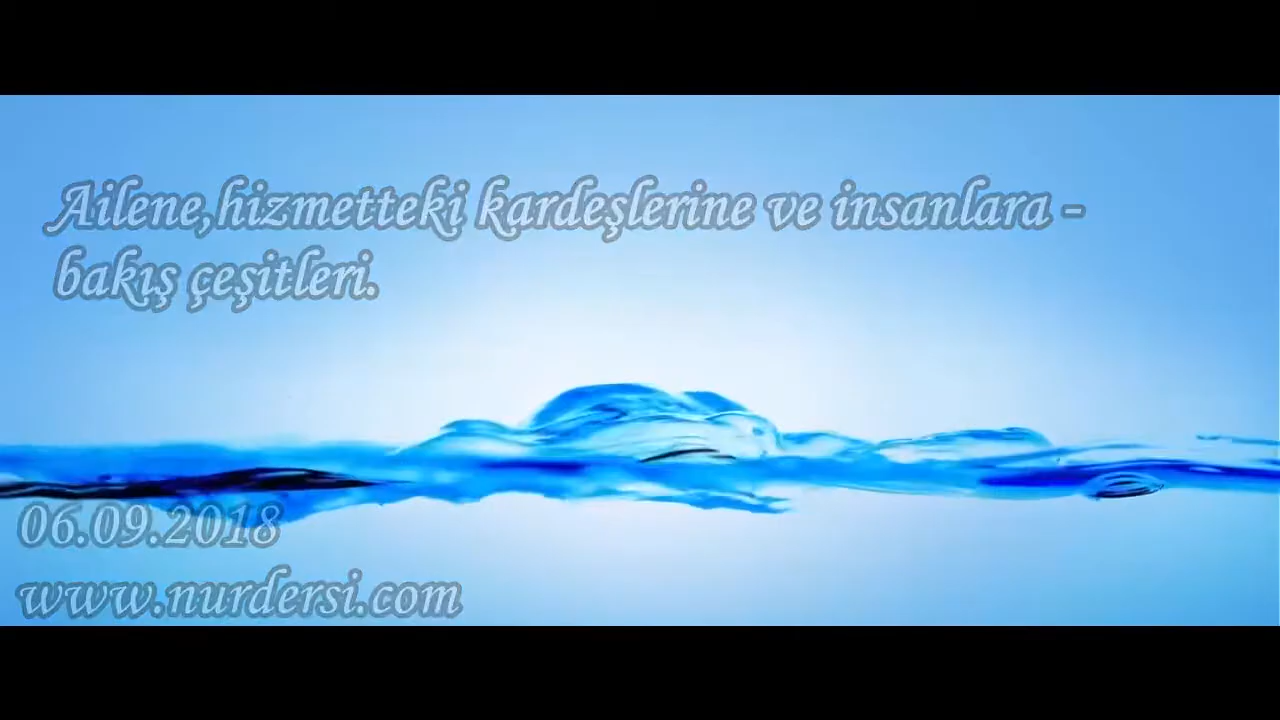 Ailene,hizmetteki kardeşlerine ve insanlara -
bakış çeşitleri.
06.09.2018
www.nurdersi.com